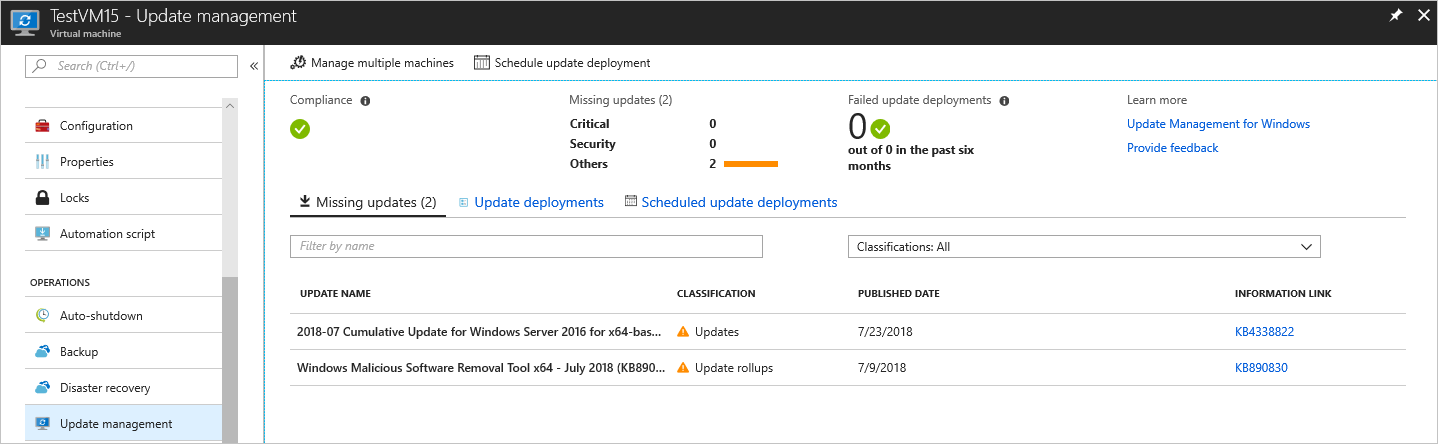 TestVM15 - Update management
Virtual machine
Search (Ctrl+/)
«
Configuration
Properties
Locks
Automation script
OPERATIONS
Auto-shutdown
Backup
Disaster recovery
Update management
Manage multiple machines
Schedule update deployment
Compliance
Missing updates (2)
Critical 0
Security 0
Others 2
Failed update deployments
0
out of 0 in the past six
months
Learn more
Update Management for Windows
Provide feedback
Missing updates (2) Update deployments Scheduled update deployments
Filter by name
Classifications: All
UPDATE NAME CLASSIFICATION PUBLISHED DATE INFORMATION LINK
2018-07 Cumulative Update for Windows Server 2016 for x64-bas... Updates 7/23/2018 KB4338822
Windows Malicious Software Removal Tool x64 - July 2018 (KB890... Update rollups 7/9/2018 KB890830